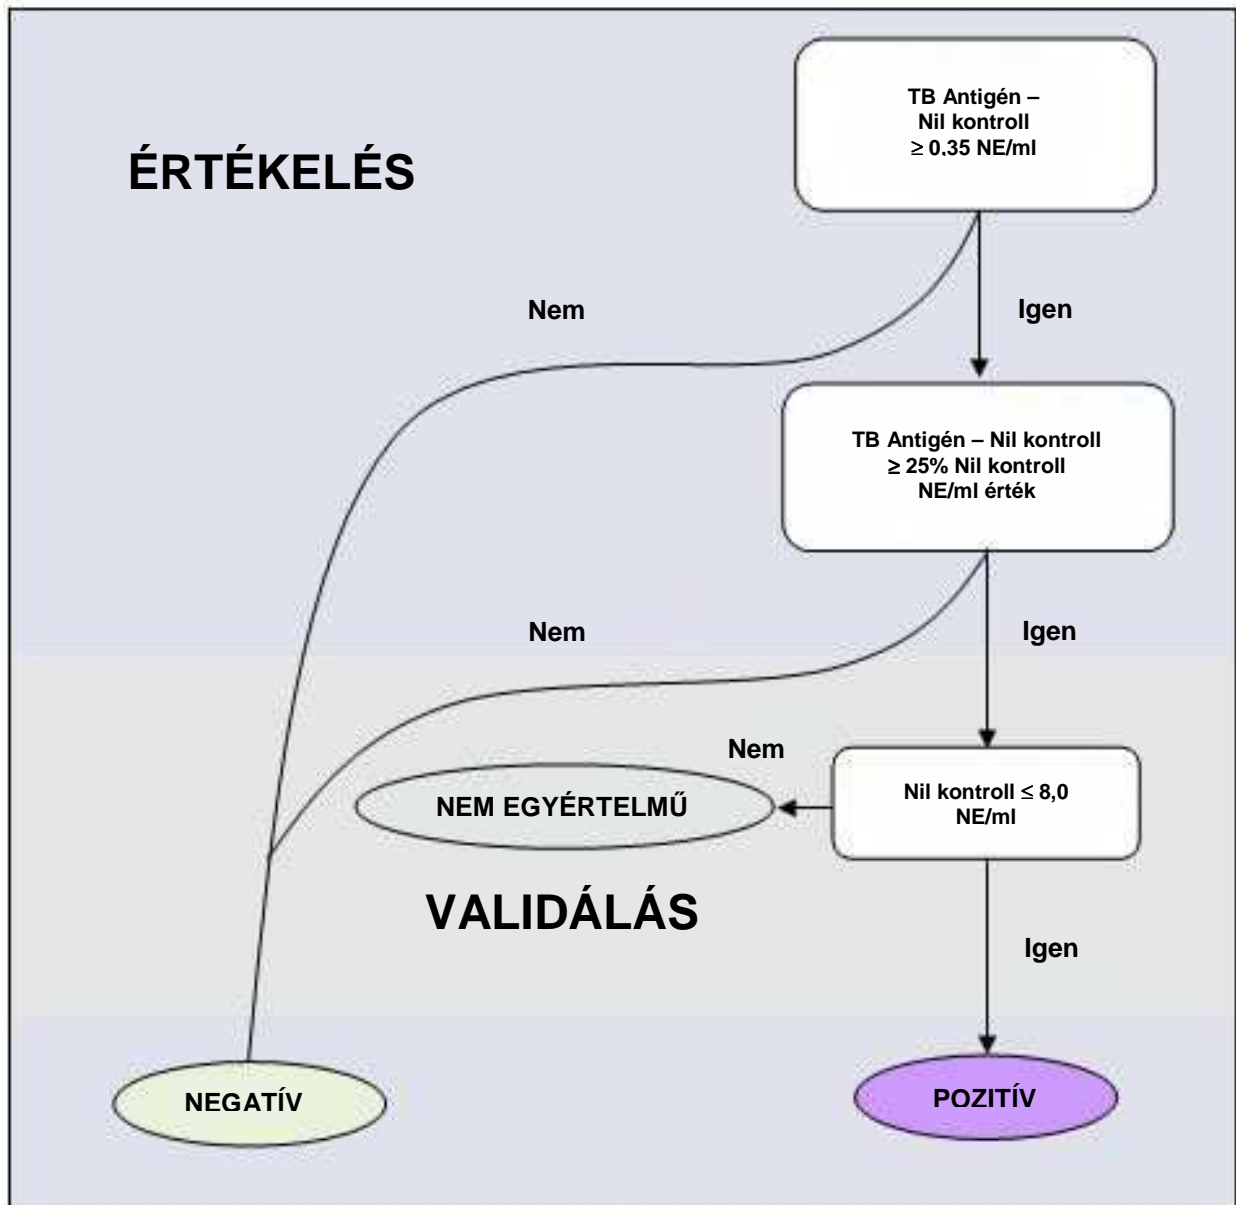 TB Antigén –
Nil kontroll
≥ 0,35 NE/ml
ÉRTÉKELÉS
Nem
Igen
TB Antigén – Nil kontroll
≥ 25% Nil kontroll
NE/ml érték
Nem
Igen
Nem
NEM EGYÉRTELMŰ
Nil kontroll ≤ 8,0
NE/ml
VALIDÁLÁS
Igen
NEGATÍV
POZITÍV